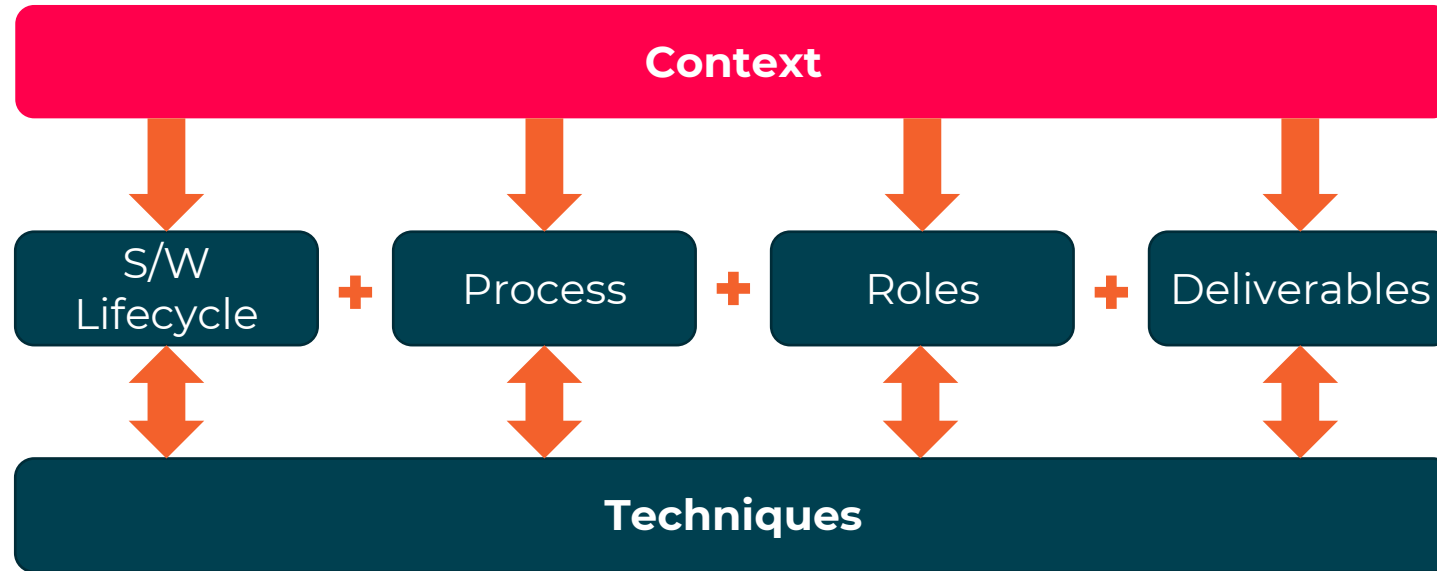 Context
S/W
Lifecycle
Process
Roles
Deliverables
Techniques